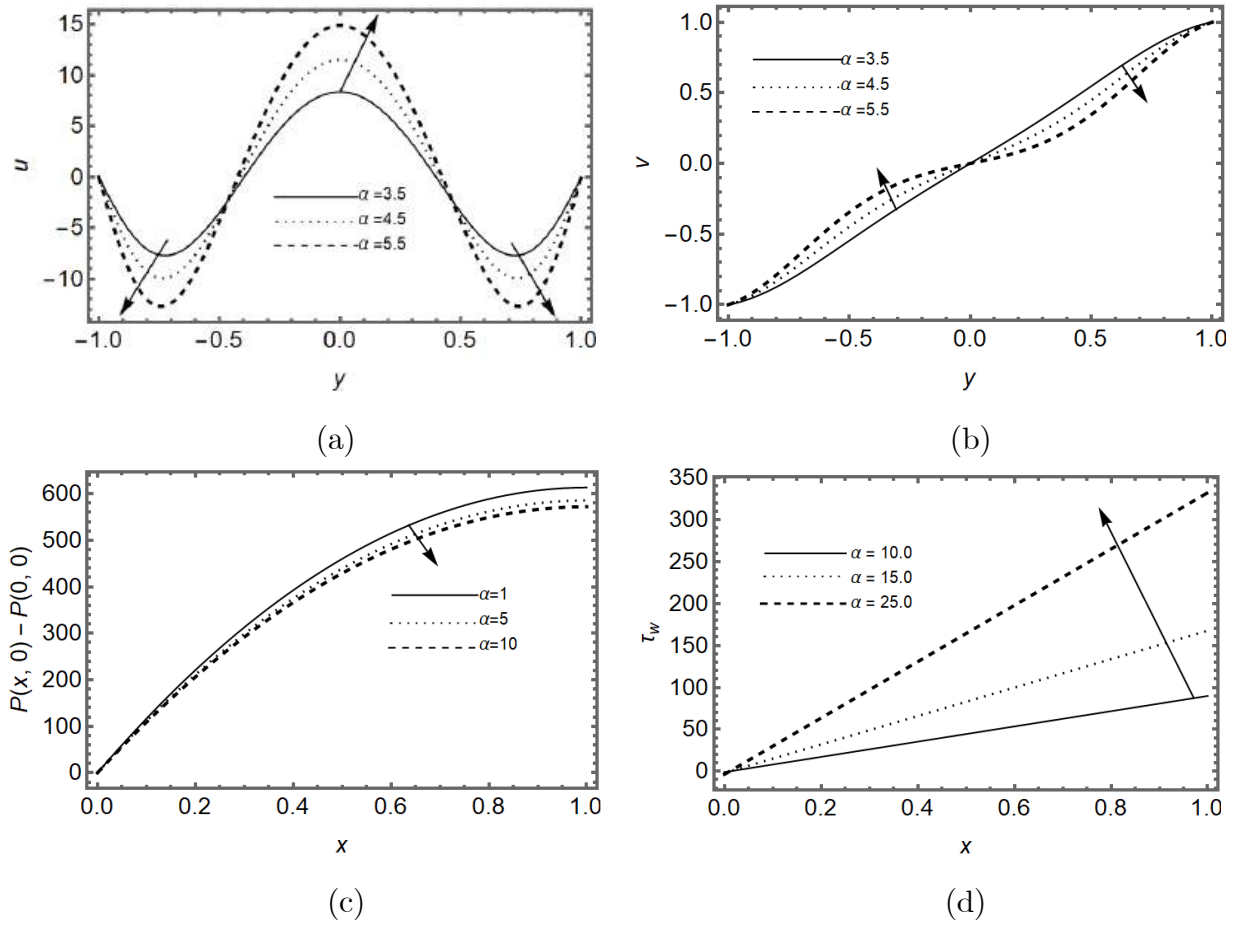 15
10
5
0
−5
−10
u
α =3.5
α =4.5
α =5.5
−1.0 −0.5 0.0 0.5 1.0
y
(a)
1.0
0.5
0.0
−0.5
−1.0
v
α =3.5
α =4.5
α =5.5
−1.0 −0.5 0.0 0.5 1.0
y
(b)
600
500
400
300
200
100
0
P(x, 0) − P(0, 0)
α=1
α=5
α=10
0.0 0.2 0.4 0.6 0.8 1.0
x
(c)
350
300
250
200
150
100
50
0
τw
α = 10.0
α = 15.0
α = 25.0
0.0 0.2 0.4 0.6 0.8 1.0
x
(d)